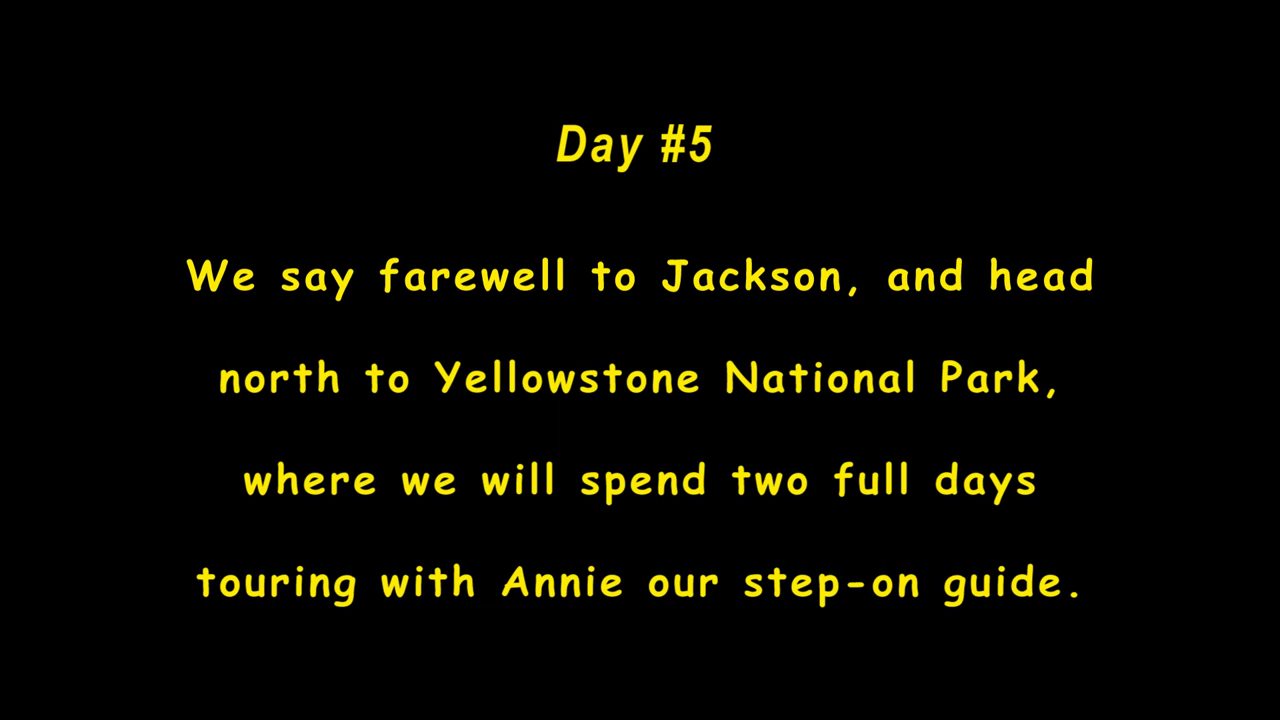 Day #5
We say farewell to Jackson, and head
north to Yellowstone National Park,
where we will spend two full days
touring with Annie our step-on guide.